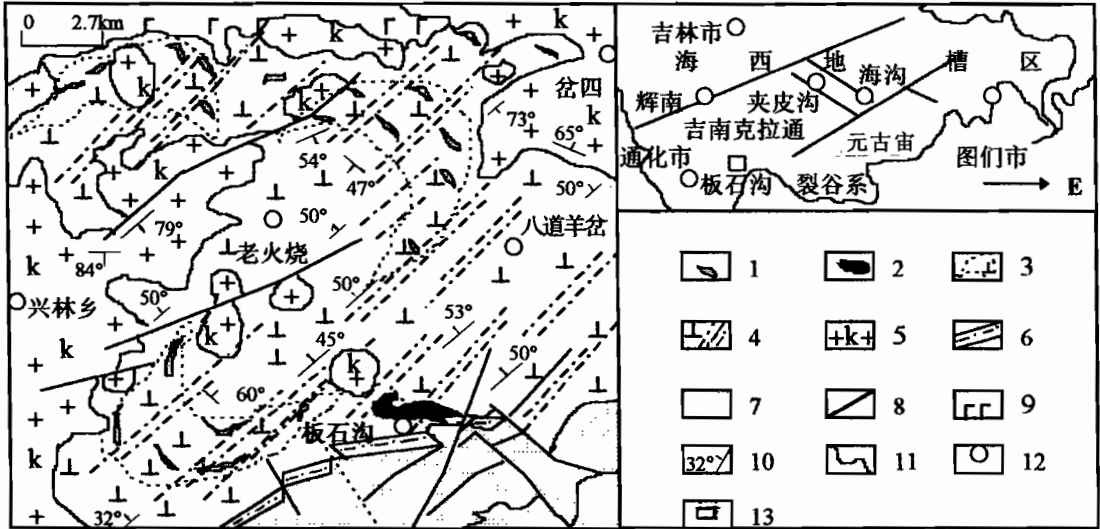 0 2.7km
k
k
k
k
岔四
73°
65°
k
54°
47°
k
50°
50°
79°
老火烧
八道羊岔
84°
k
50°
50°
兴林乡
53°
k
k
45°
50°
k
60°
板石沟
k
32°
吉林市
海 西 地 槽 区
海沟
辉南
夹皮沟
吉南克拉通
元古宙
通化市
图们市
板石沟
裂谷系
E
1 2 3
4 +k+ 5 6
7 8 9
32° 10 11 12
13